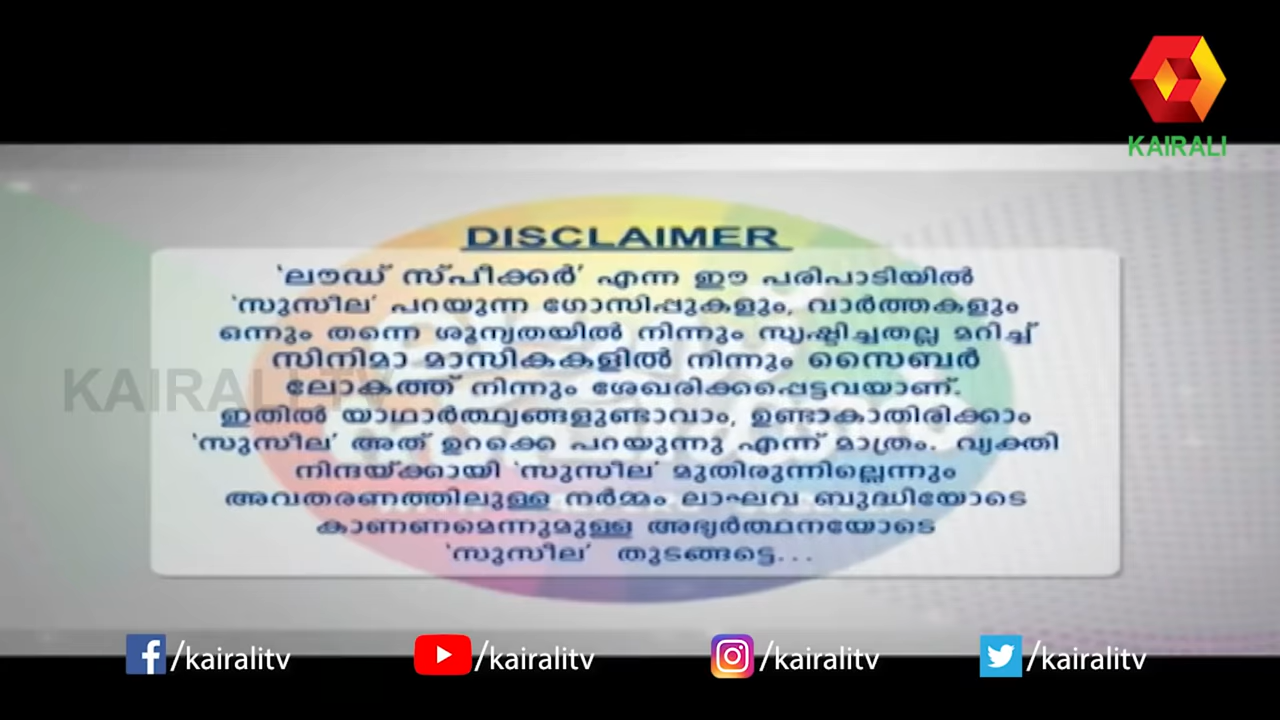 KAIRALI
DISCLAIMER
'ലൗഡ് സ്പീക്കർ' എന്ന ഈ പരിപാടിയിൽ
'സുസീല' പറയുന്ന ഗോസിപ്പുകളും, വാർത്തകളും
ഒന്നും തന്നെ ശൂന്യതയിൽ നിന്നും സൃഷ്ടിച്ചതല്ല മറിച്ച്
സിനിമാ മാസികകളിൽ നിന്നും സൈബർ
ലോകത്ത് നിന്നും ശേഖരിക്കപ്പെട്ടവയാണ്.
KAIRALI TV
ഇതിൽ യാഥാർത്ഥ്യങ്ങളുണ്ടാവാം, ഉണ്ടാകാതിരിക്കാം
'സുസീല' അത് ഉറക്കെ പറയുന്നു എന്ന് മാത്രം. വ്യക്തി
നിന്ദയ്ക്കായി 'സുസീല' മുതിരുന്നില്ലെന്നും
അവതരണത്തിലുള്ള നർമ്മം ലാഘവ ബുദ്ധിയോടെ
കാണണമെന്നുമുള്ള അഭ്യർത്ഥനയോടെ
'സുസീല' തുടങ്ങട്ടെ...
/kairalitv /kairalitv /kairalitv /kairalitv